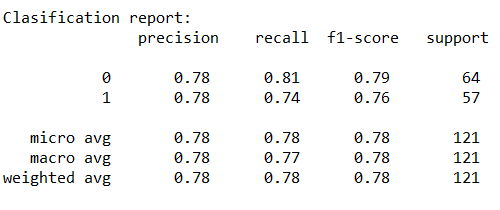 Clasification report:
precision recall f1-score support
0 0.78 0.81 0.79 64
1 0.78 0.74 0.76 57
micro avg 0.78 0.78 0.78 121
macro avg 0.78 0.77 0.78 121
weighted avg 0.78 0.78 0.78 121